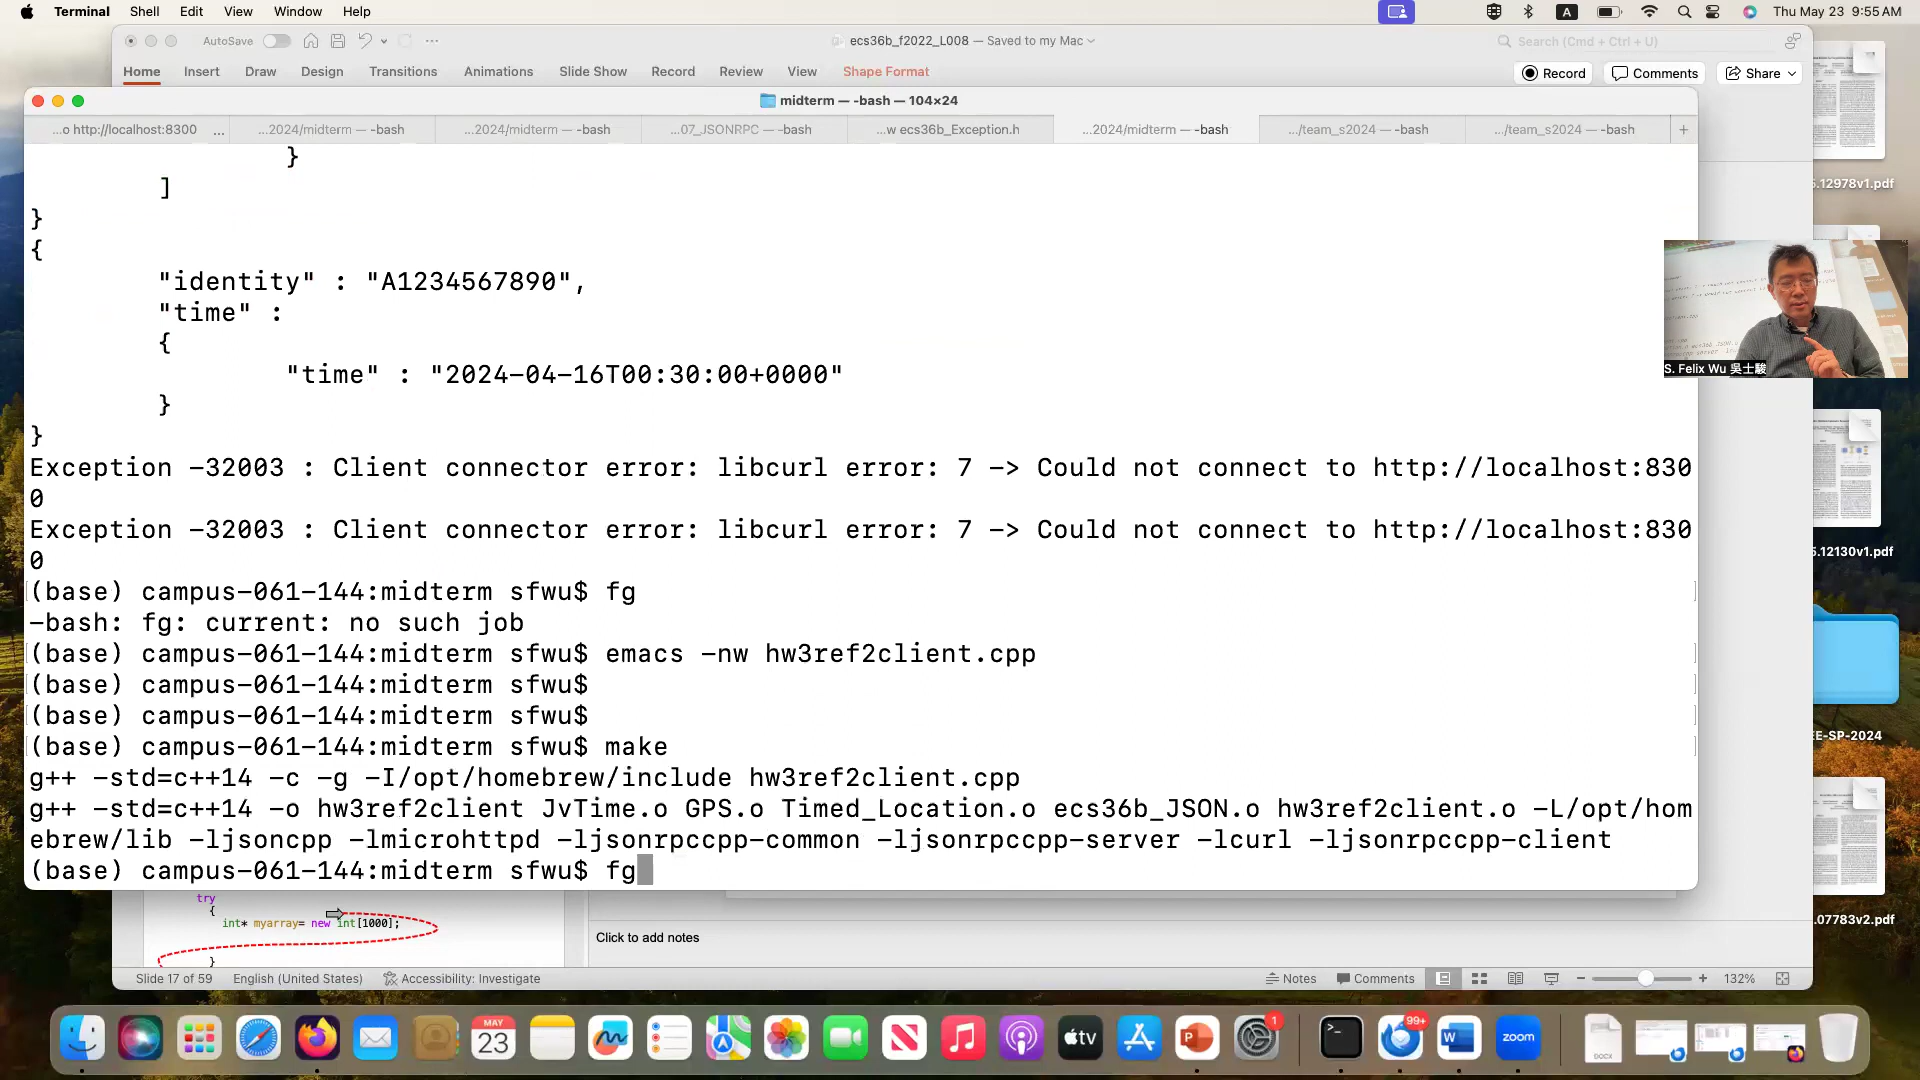 Terminal Shell Edit View Window Help
A
Thu May 23 9:55 AM
AutoSave
ecs36b_f2022_L008 — Saved to my Mac
Search (Cmd + Ctrl + U)
Home Insert Draw Design Transitions Animations Slide Show Record Review View Shape Format
Record Comments Share
midterm — -bash — 104×24
...o http://localhost:8300 ... ...2024/midterm — -bash ...2024/midterm — -bash ...07_JSONRPC — -bash ...w ecs36b_Exception.h ...2024/midterm — -bash .../team_s2024 — -bash .../team_s2024 — -bash +
}
]
}
{
"identity" : "A1234567890",
"time" :
{
"time" : "2024-04-16T00:30:00+0000"
}
}
Exception -32003 : Client connector error: libcurl error: 7 -> Could not connect to http://localhost:830
0
Exception -32003 : Client connector error: libcurl error: 7 -> Could not connect to http://localhost:830
0
(base) campus-061-144:midterm sfwu$ fg
-bash: fg: current: no such job
(base) campus-061-144:midterm sfwu$ emacs -nw hw3ref2client.cpp
(base) campus-061-144:midterm sfwu$
(base) campus-061-144:midterm sfwu$
(base) campus-061-144:midterm sfwu$ make
g++ -std=c++14 -c -g -I/opt/homebrew/include hw3ref2client.cpp
g++ -std=c++14 -o hw3ref2client JvTime.o GPS.o Timed_Location.o ecs36b_JSON.o hw3ref2client.o -L/opt/hom
ebrew/lib -ljsoncpp -lmicrohttpd -ljsonrpccpp-common -ljsonrpccpp-server -lcurl -ljsonrpccpp-client
(base) campus-061-144:midterm sfwu$ fg
S. Felix Wu 吳士駿
5.12978v1.pdf
5.12130v1.pdf
EE-SP-2024
.07783v2.pdf
try
{
int* myarray= new int[1000];
}
Click to add notes
Slide 17 of 59 English (United States) Accessibility: Investigate Notes Comments 132%
MAY
23
tv
1
99+
zoom
DOCX